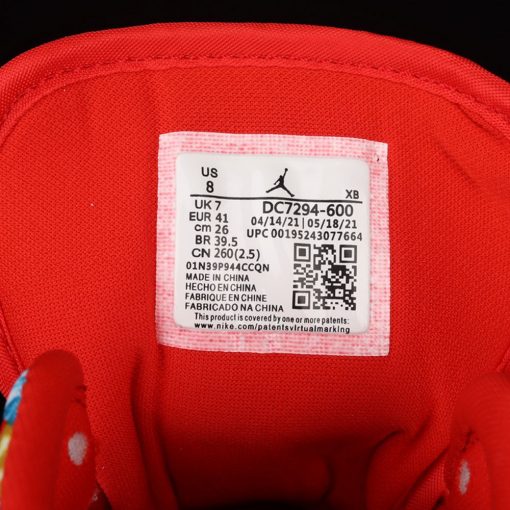 US
8
XB
UK 7
EUR 41
cm 26
BR 39.5
CN 260(2.5)
DC7294-600
04/14/21 | 05/18/21
UPC 00195243077664
01N39P944CCQN
MADE IN CHINA
HECHO EN CHINA
FABRIQUE EN CHINE
FABRICADO NA CHINA
This product is covered by one or more patents:
www.nike.com/patentsvirtualmarking